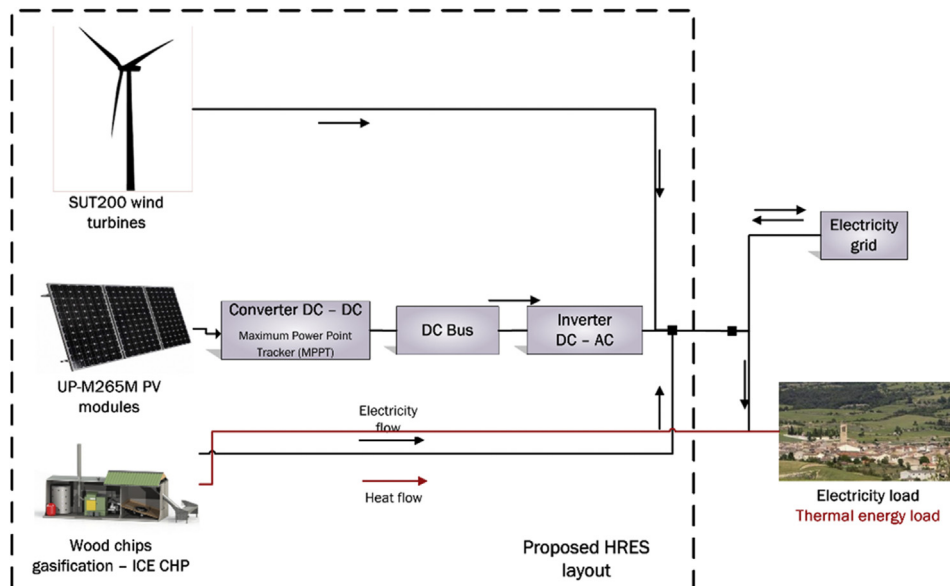 SUT200 wind
turbines
Electricity
grid
Converter DC – DC
Maximum Power Point
Tracker (MPPT)
DC Bus
Inverter
DC – AC
UP-M265M PV
modules
Electricity
flow
Heat flow
Electricity load
Thermal energy load
Wood chips
gasification – ICE CHP
Proposed HRES
layout